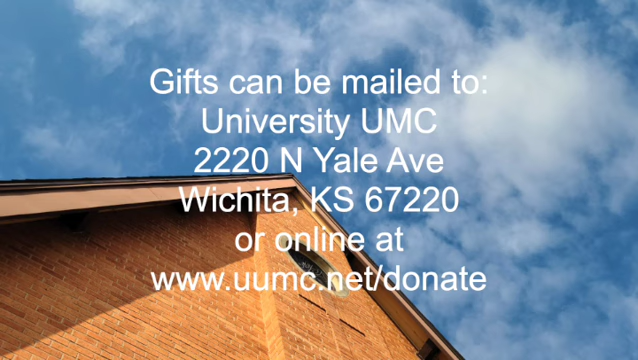 Gifts can be mailed to:
University UMC
2220 N Yale Ave
Wichita, KS 67220
or online at
www.uumc.net/donate